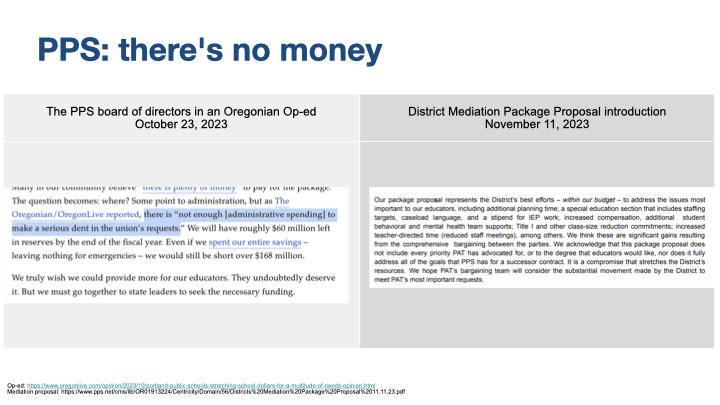 PPS: there's no money
The PPS board of directors in an Oregonian Op-ed
October 23, 2023
Many in our community believe "there is plenty of money" to pay for the package.
The question becomes: where? Some point to administration, but as The
Oregonian/OregonLive reported, there is "not enough [administrative spending] to
make a serious dent in the union's requests." We will have roughly $60 million left
in reserves by the end of the fiscal year. Even if we spent our entire savings –
leaving nothing for emergencies – we would still be short over $168 million.
We truly wish we could provide more for our educators. They undoubtedly deserve
it. But we must go together to state leaders to seek the necessary funding.
District Mediation Package Proposal introduction
November 11, 2023
Our package proposal represents the District's best efforts – within our budget – to address the issues most
important to our educators, including additional planning time; a special education section that includes staffing
targets, caseload language, and a stipend for IEP work; increased compensation, additional student
behavioral and mental health team supports; Title I and other class-size reduction commitments; increased
teacher-directed time (reduced staff meetings), among others. We think these are significant gains resulting
from the comprehensive bargaining between the parties. We acknowledge that this package proposal does
not include every priority PAT has advocated for, or to the degree that educators would like, nor does it fully
address all of the goals that PPS has for a successor contract. It is a compromise that stretches the District's
resources. We hope PAT's bargaining team will consider the substantial movement made by the District to
meet PAT's most important requests.
Op-ed: https://www.oregonlive.com/opinion/2023/10/portland-public-schools-stretching-school-dollars-for-a-multitude-of-needs-opinion.html
Mediation proposal: https://www.pps.net/cms/lib/OR01913224/Centricity/Domain/56/Districts%20Mediation%20Package%20Proposal%2011.11.23.pdf